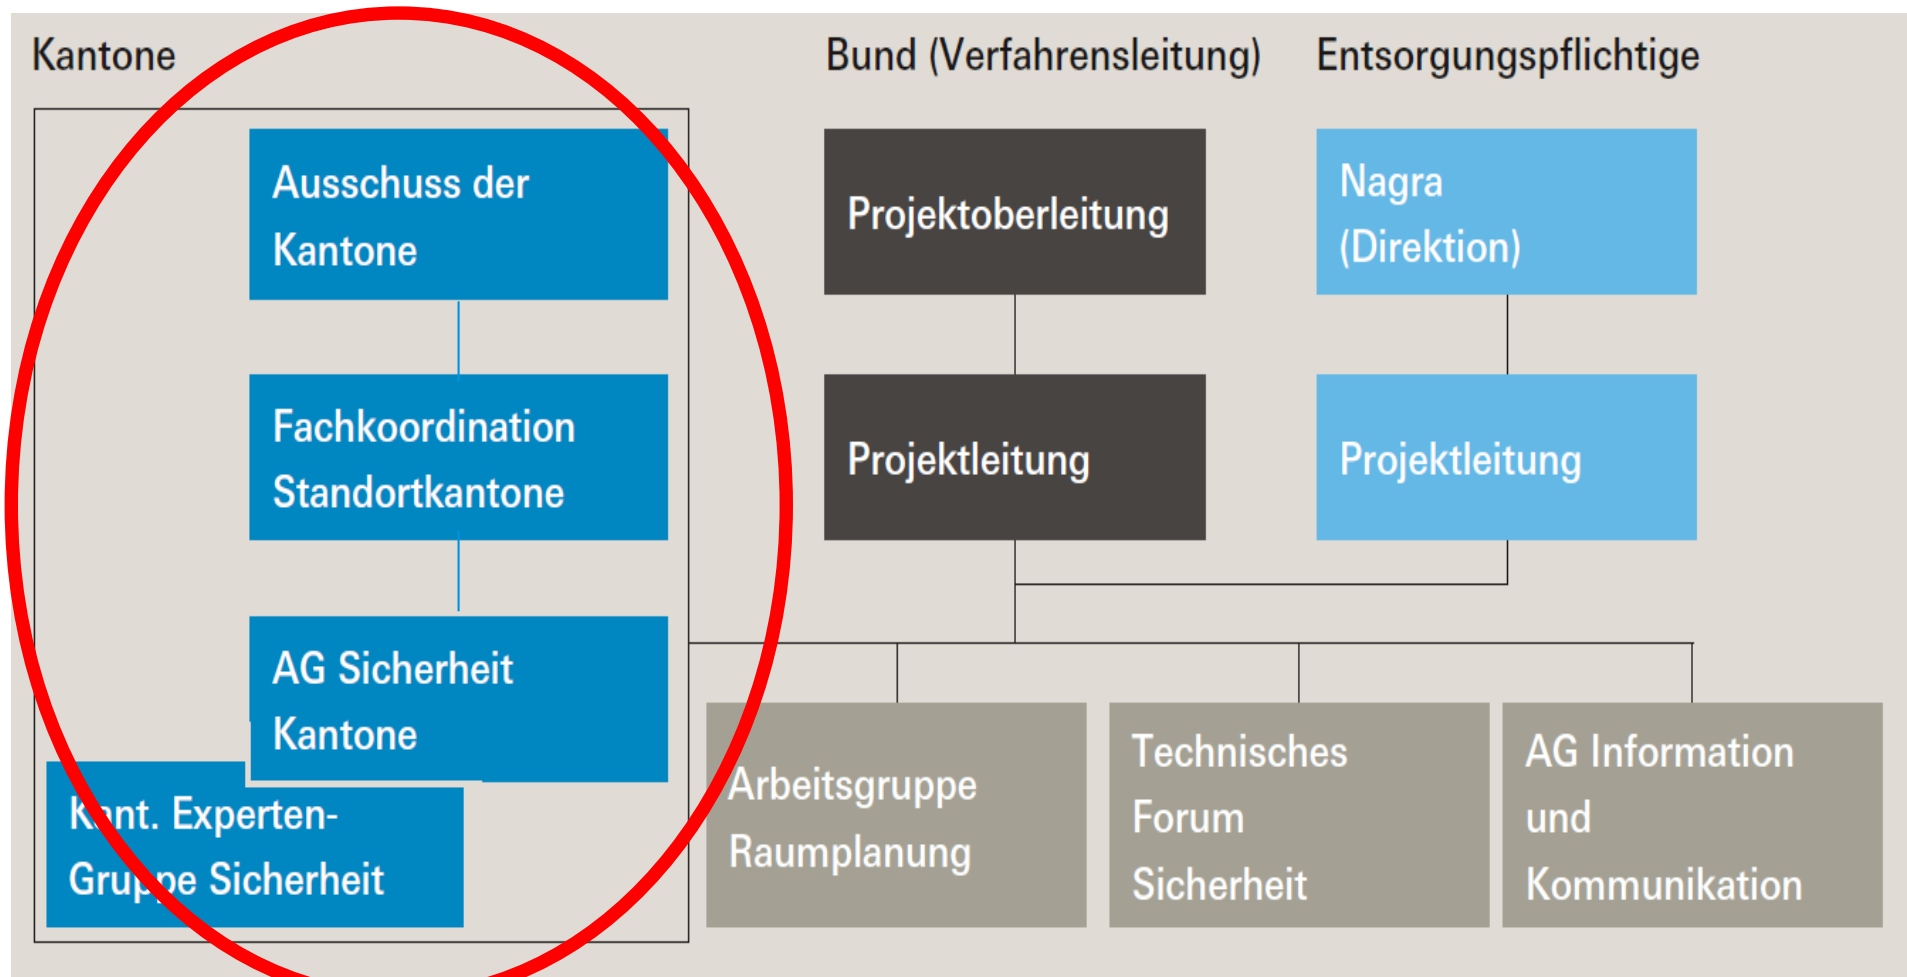 Kantone
Bund (Verfahrensleitung)
Entsorgungspflichtige
Ausschuss der
Kantone
Projektoberleitung
Nagra
(Direktion)
Fachkoordination
Standortkantone
Projektleitung
Projektleitung
AG Sicherheit
Kantone
Kant. Experten-
Gruppe Sicherheit
Arbeitsgruppe
Raumplanung
Technisches
Forum
Sicherheit
AG Information
und
Kommunikation